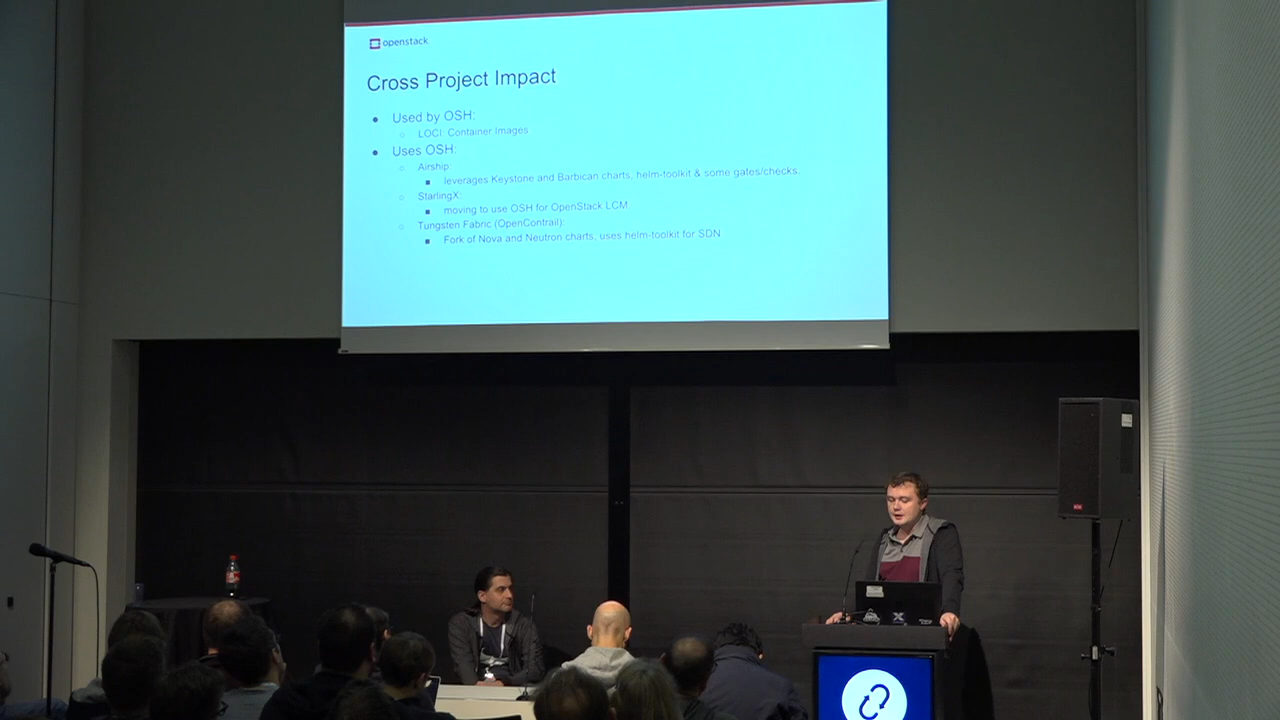 openstack
Cross Project Impact
Used by OSH:
LOCI: Container Images
Uses OSH:
Airship:
leverages Keystone and Barbican charts, helm-toolkit & some gates/checks.
StarlingX:
moving to use OSH for OpenStack LCM
Tungsten Fabric (OpenContrail):
Fork of Nova and Neutron charts, uses helm-toolkit for SDN